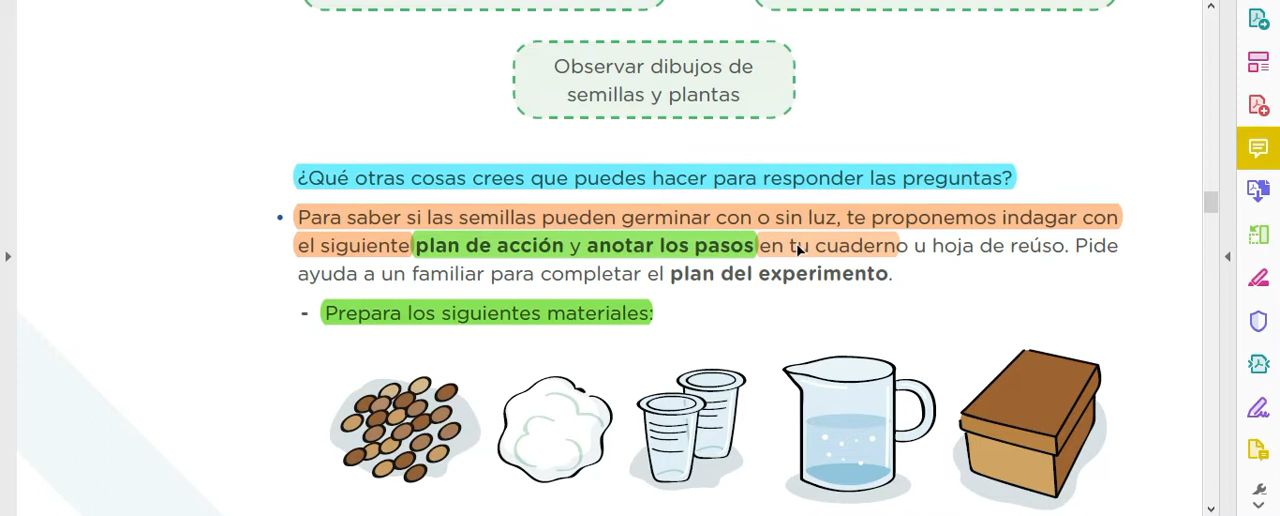 Observar dibujos de
semillas y plantas
¿Qué otras cosas crees que puedes hacer para responder las preguntas?
• Para saber si las semillas pueden germinar con o sin luz, te proponemos indagar con
el siguiente plan de acción y anotar los pasos en tu cuaderno u hoja de reúso. Pide
ayuda a un familiar para completar el plan del experimento.
- Prepara los siguientes materiales: